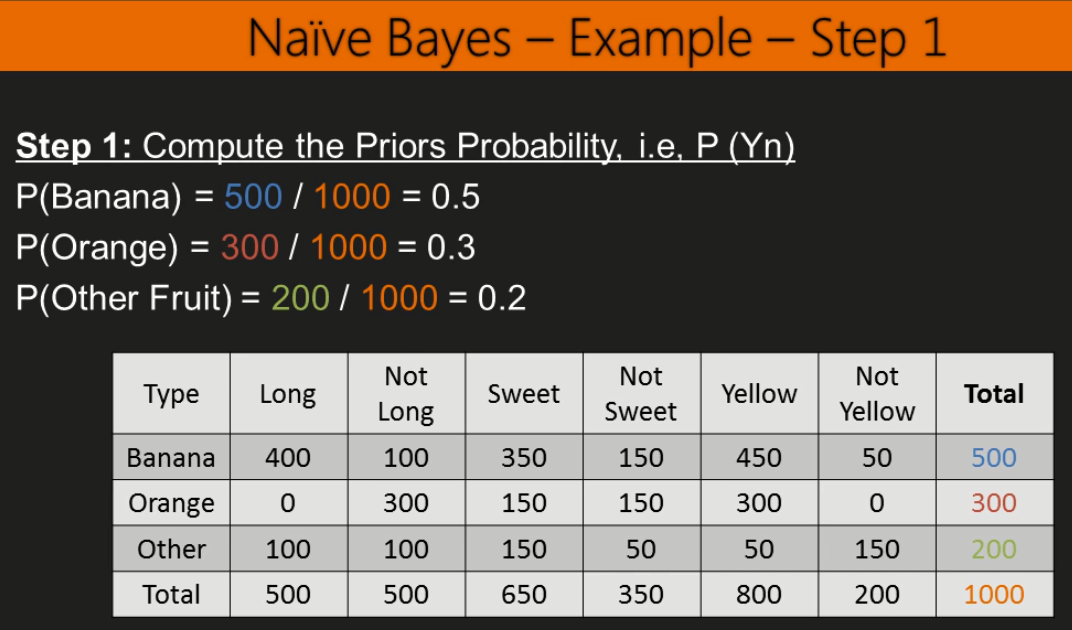 Naïve Bayes – Example – Step 1
Step 1: Compute the Priors Probability, i.e, P (Yn)
P(Banana) = 500 / 1000 = 0.5
P(Orange) = 300 / 1000 = 0.3
P(Other Fruit) = 200 / 1000 = 0.2
Type Long Not Long Sweet Not Sweet Yellow Not Yellow Total
Banana 400 100 350 150 450 50 500
Orange 0 300 150 150 300 0 300
Other 100 100 150 50 50 150 200
Total 500 500 650 350 800 200 1000